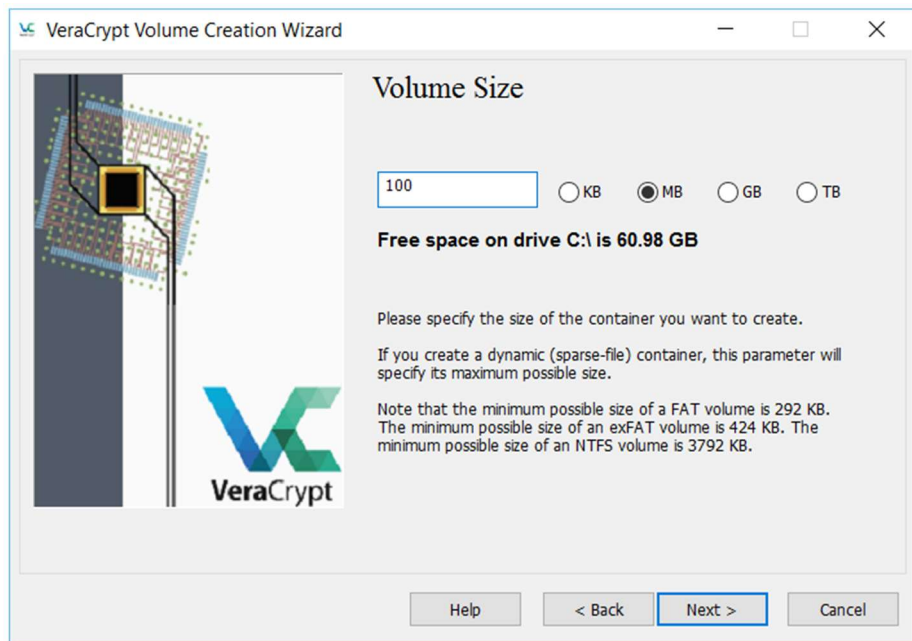 VeraCrypt Volume Creation Wizard
Volume Size
100
KB MB GB TB
Free space on drive C:\ is 60.98 GB
Please specify the size of the container you want to create.
If you create a dynamic (sparse-file) container, this parameter will
specify its maximum possible size.
Note that the minimum possible size of a FAT volume is 292 KB.
The minimum possible size of an exFAT volume is 424 KB. The
minimum possible size of an NTFS volume is 3792 KB.
VeraCrypt
Help < Back Next > Cancel